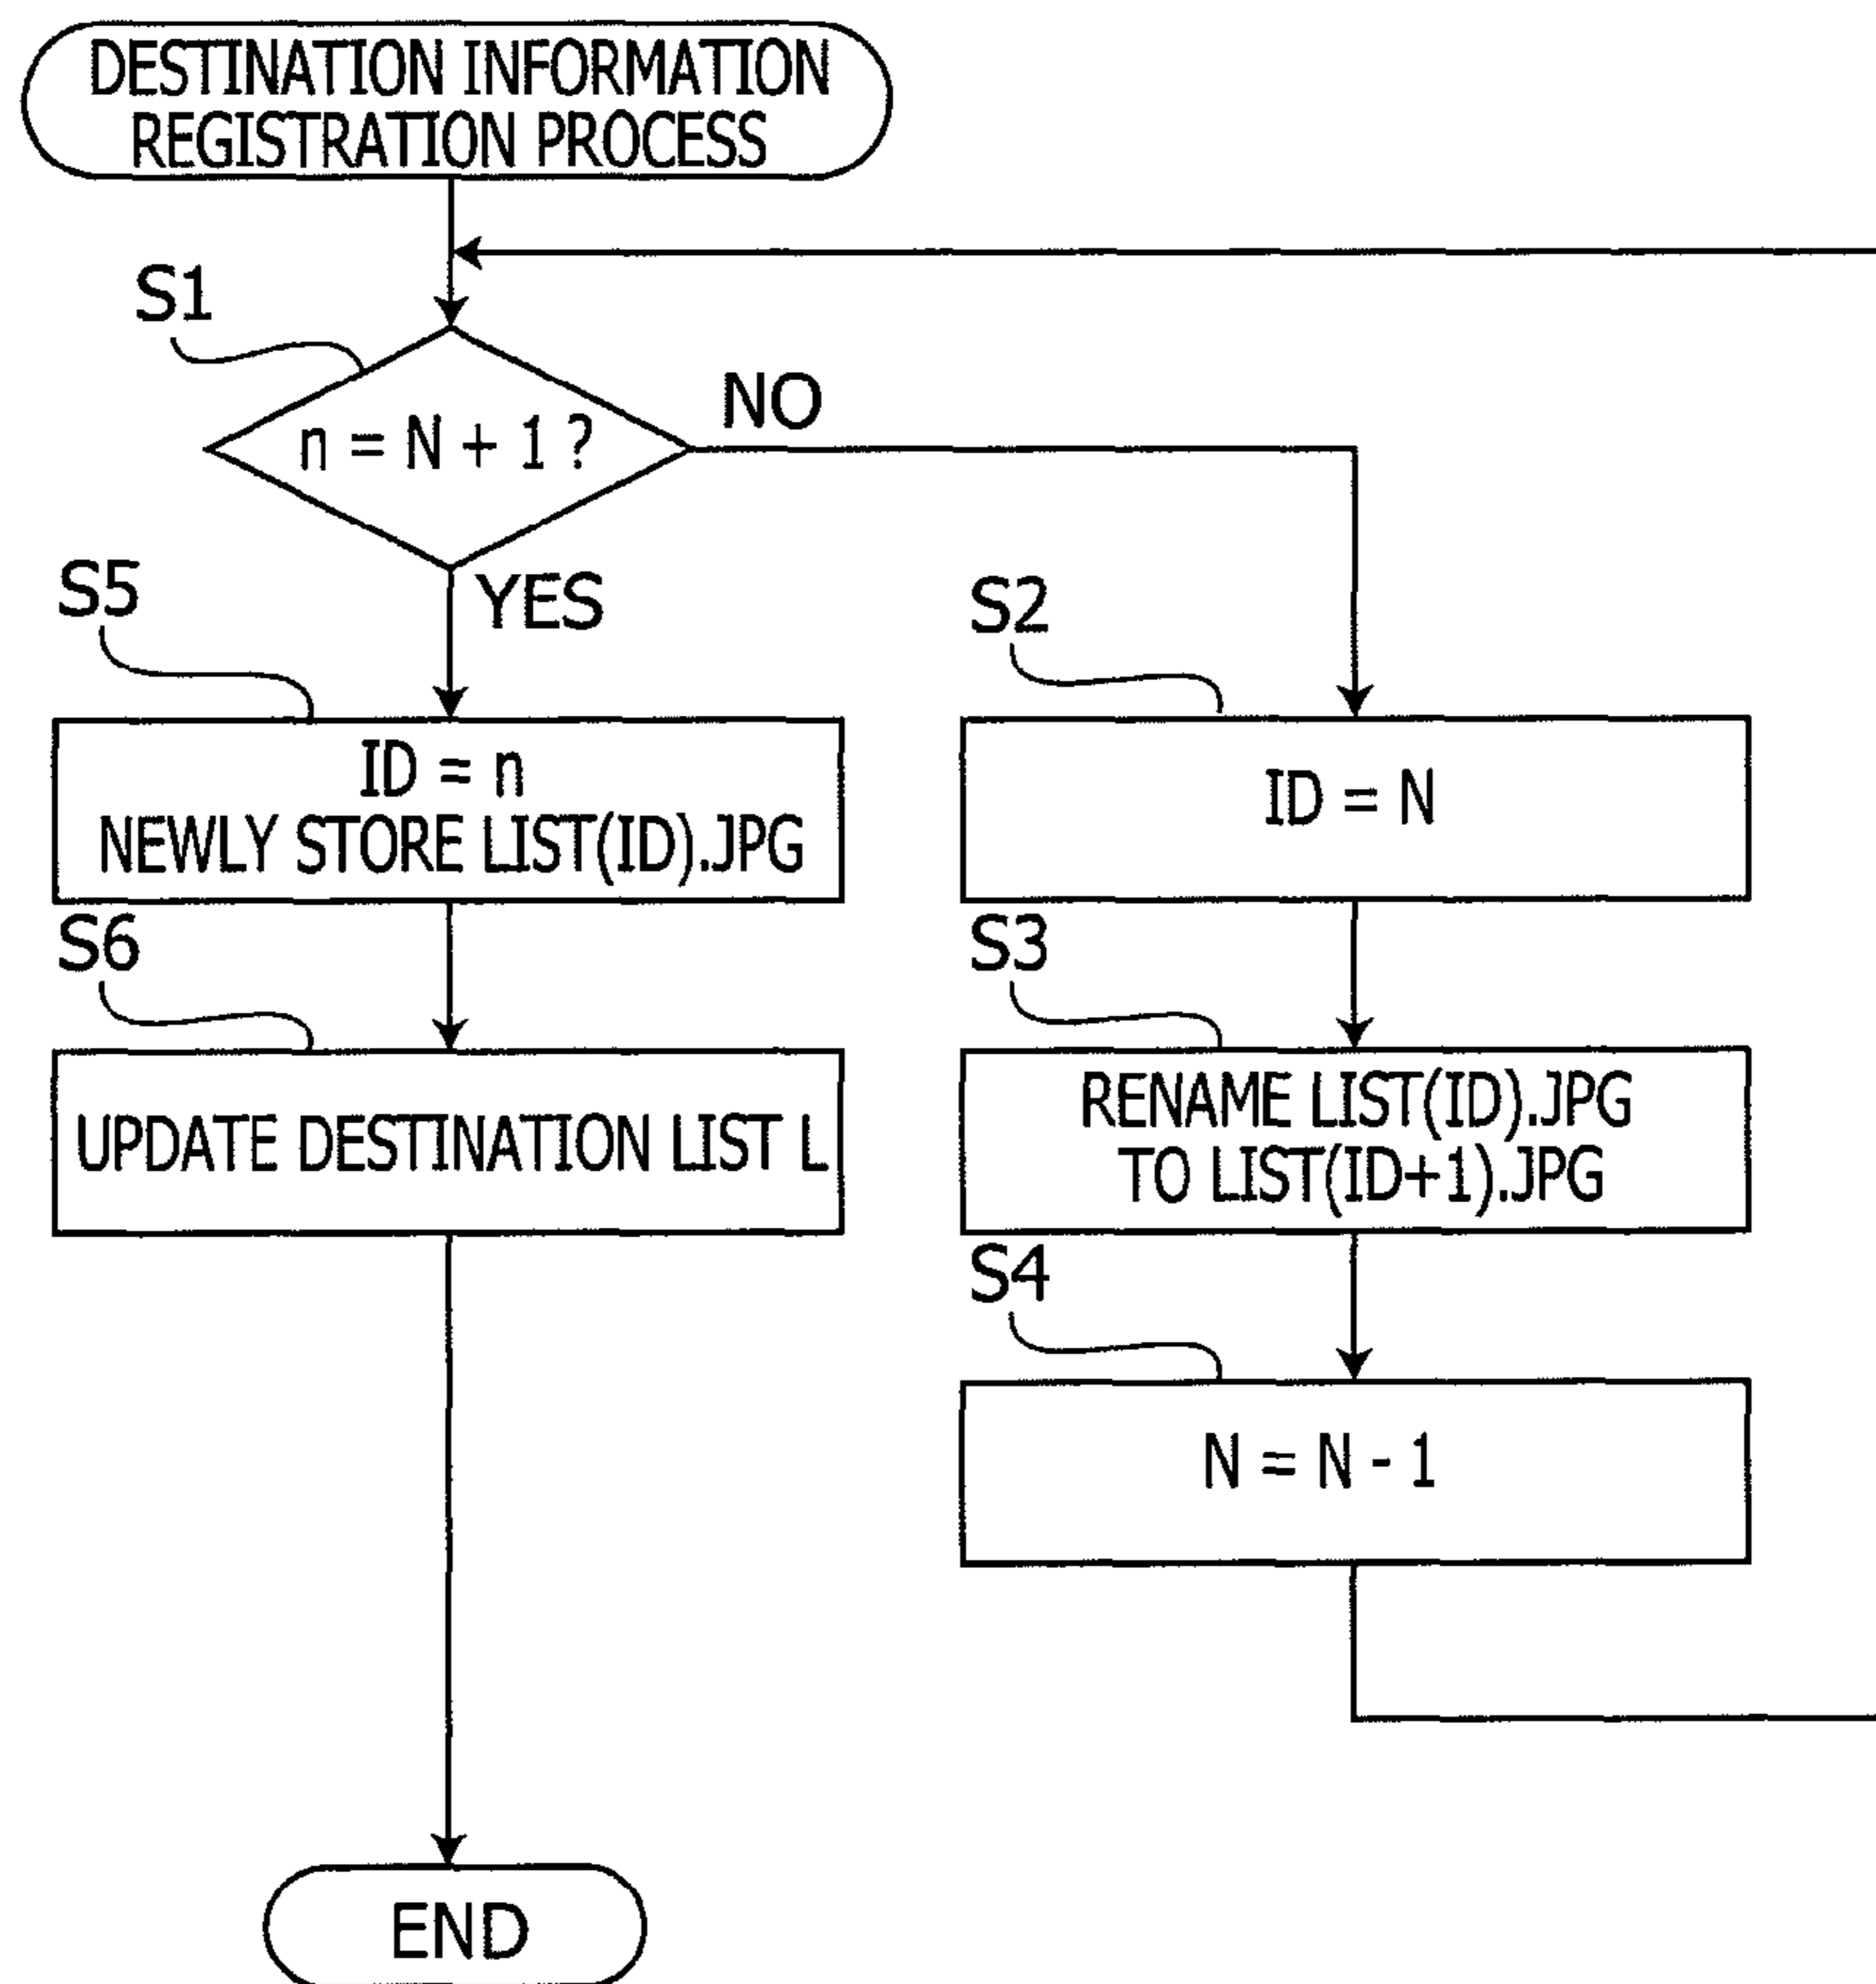 DESTINATION INFORMATION
REGISTRATION PROCESS
S1
n = N + 1 ?
NO
YES
S5
ID = n
NEWLY STORE LIST(ID).JPG
S6
UPDATE DESTINATION LIST L
S2
ID = N
S3
RENAME LIST(ID).JPG
TO LIST(ID+1).JPG
S4
N = N - 1
END